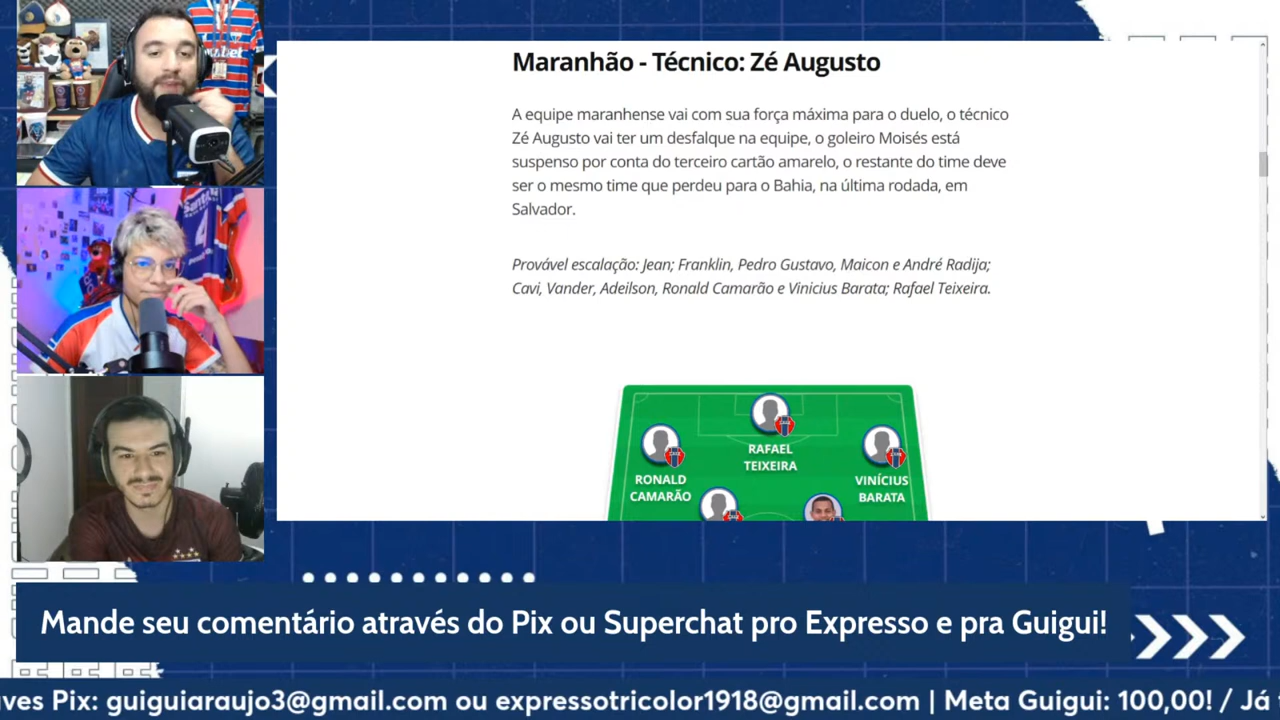 Maranhão - Técnico: Zé Augusto
A equipe maranhense vai com sua força máxima para o duelo, o técnico
Zé Augusto vai ter um desfalque na equipe, o goleiro Moisés está
suspenso por conta do terceiro cartão amarelo, o restante do time deve
ser o mesmo time que perdeu para o Bahia, na última rodada, em
Salvador.
Provável escalação: Jean; Franklin, Pedro Gustavo, Maicon e André Radija;
Cavi, Vander, Adeilson, Ronald Camarão e Vinicius Barata; Rafael Teixeira.
RAFAEL
TEIXEIRA
RONALD
CAMARÃO
VINÍCIUS
BARATA
Mande seu comentário através do Pix ou Superchat pro Expresso e pra Guigui!
ves Pix: guiguiaraujo3@gmail.com ou expressotricolor1918@gmail.com | Meta Guigui: 100,00! / Já